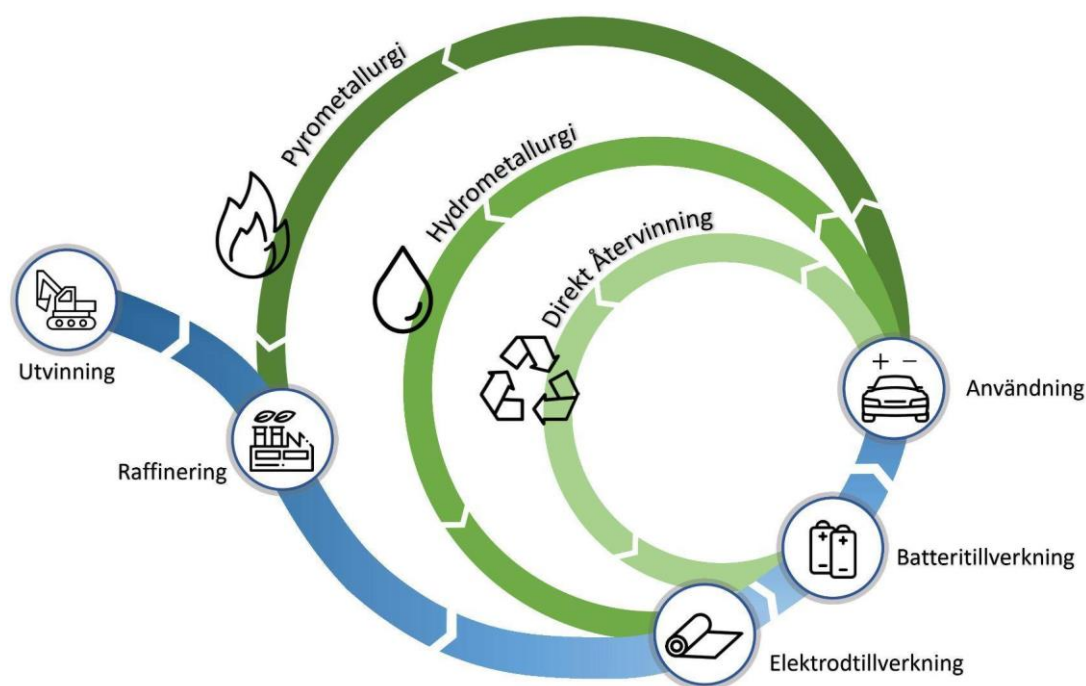 Pyrometallurgi
Hydrometallurgi
Direkt Återvinning
Utvinning
Raffinering
+ −
Användning
Batteritillverkning
Elektrodtillverkning